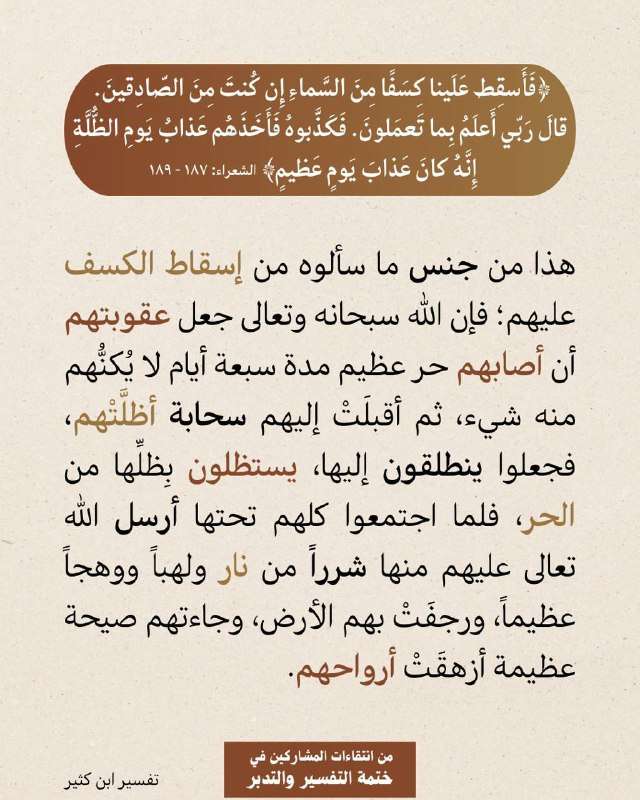 ﴿فَأَسقِط عَلَينا كِسَفًا مِنَ السَّماءِ إِن كُنتَ مِنَ الصّادِقينَ.
قالَ رَبّي أَعلَمُ بِما تَعمَلونَ. فَكَذَّبوهُ فَأَخَذَهُم عَذابُ يَومِ الظُّلَّةِ
إِنَّهُ كانَ عَذابَ يَومٍ عَظيمٍ﴾ الشعراء: ١٨٧ - ١٨٩
هذا من جنس ما سألوه من إسقاط الكسف
عليهم؛ فإن الله سبحانه وتعالى جعل عقوبتهم
أن أصابهم حر عظيم مدة سبعة أيام لا يُكنُّهم
منه شيء، ثم أقبلَتْ إليهم سحابة أظلَّتْهم،
فجعلوا ينطلقون إليها، يستظلون بِظلِّها من
الحر، فلما اجتمعوا كلهم تحتها أرسل الله
تعالى عليهم منها شرراً من نار ولهباً ووهجاً
عظيماً، ورجفَتْ بهم الأرض، وجاءتهم صيحة
عظيمة أزهقَتْ أرواحهم.
من انتقاءات المشاركين في
ختمة التفسير والتدبر
تفسير ابن كثير